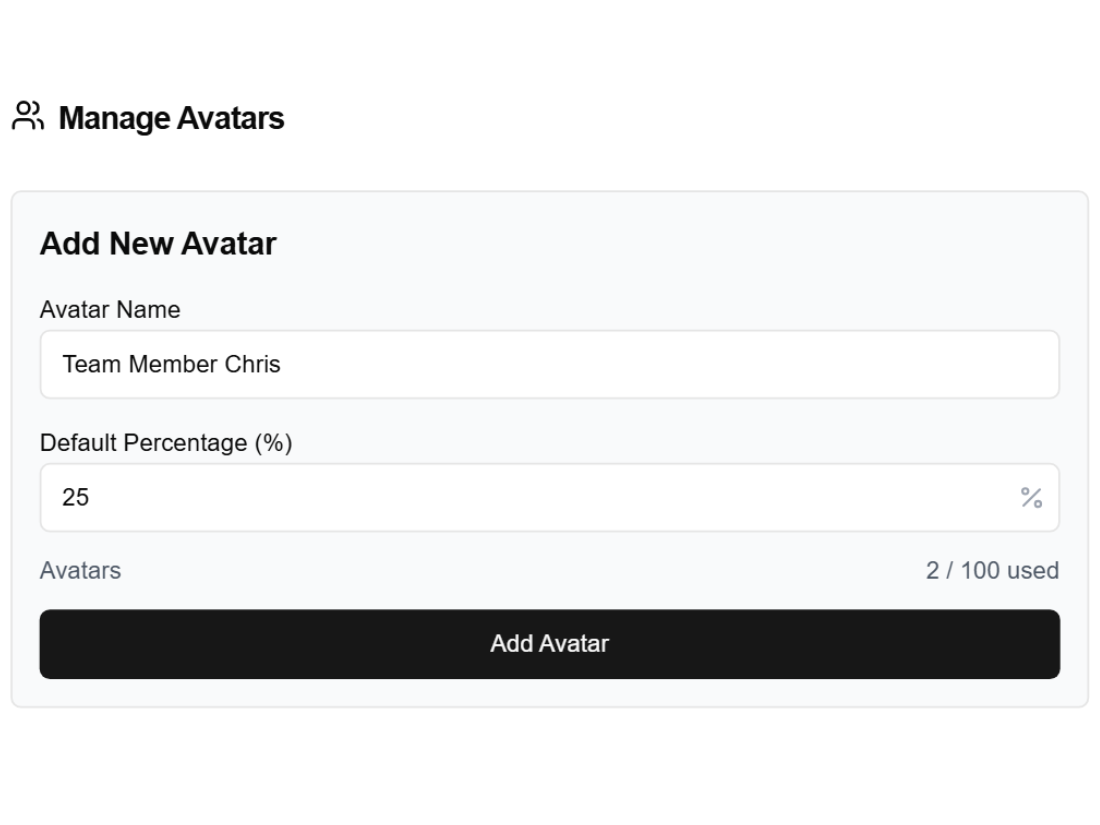 Manage Avatars
Add New Avatar
Avatar Name
Team Member Chris
Default Percentage (%)
25 %
Avatars 2 / 100 used
Add Avatar